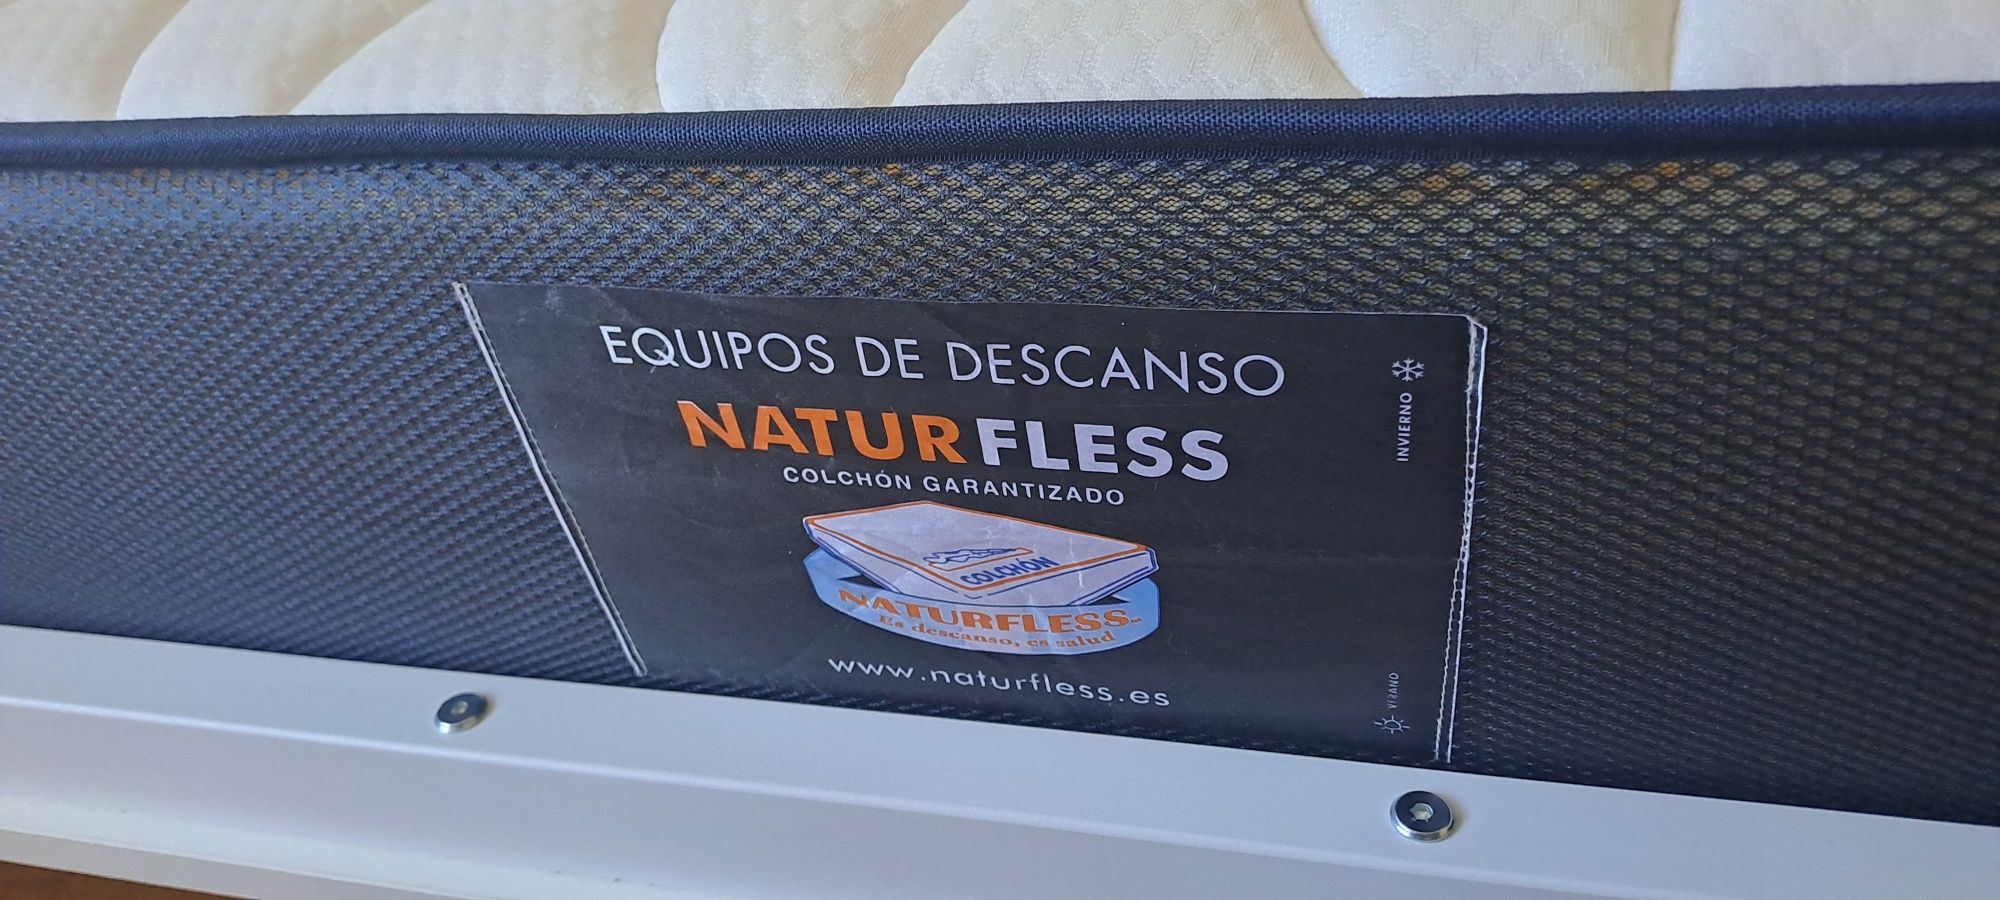 EQUIPOS DE DESCANSO
NATURFLESS
COLCHÓN GARANTIZADO
COLCHÓN
NATURFLESS
Es descanso, es salud
www.naturfless.es
INVIERNO
VERANO